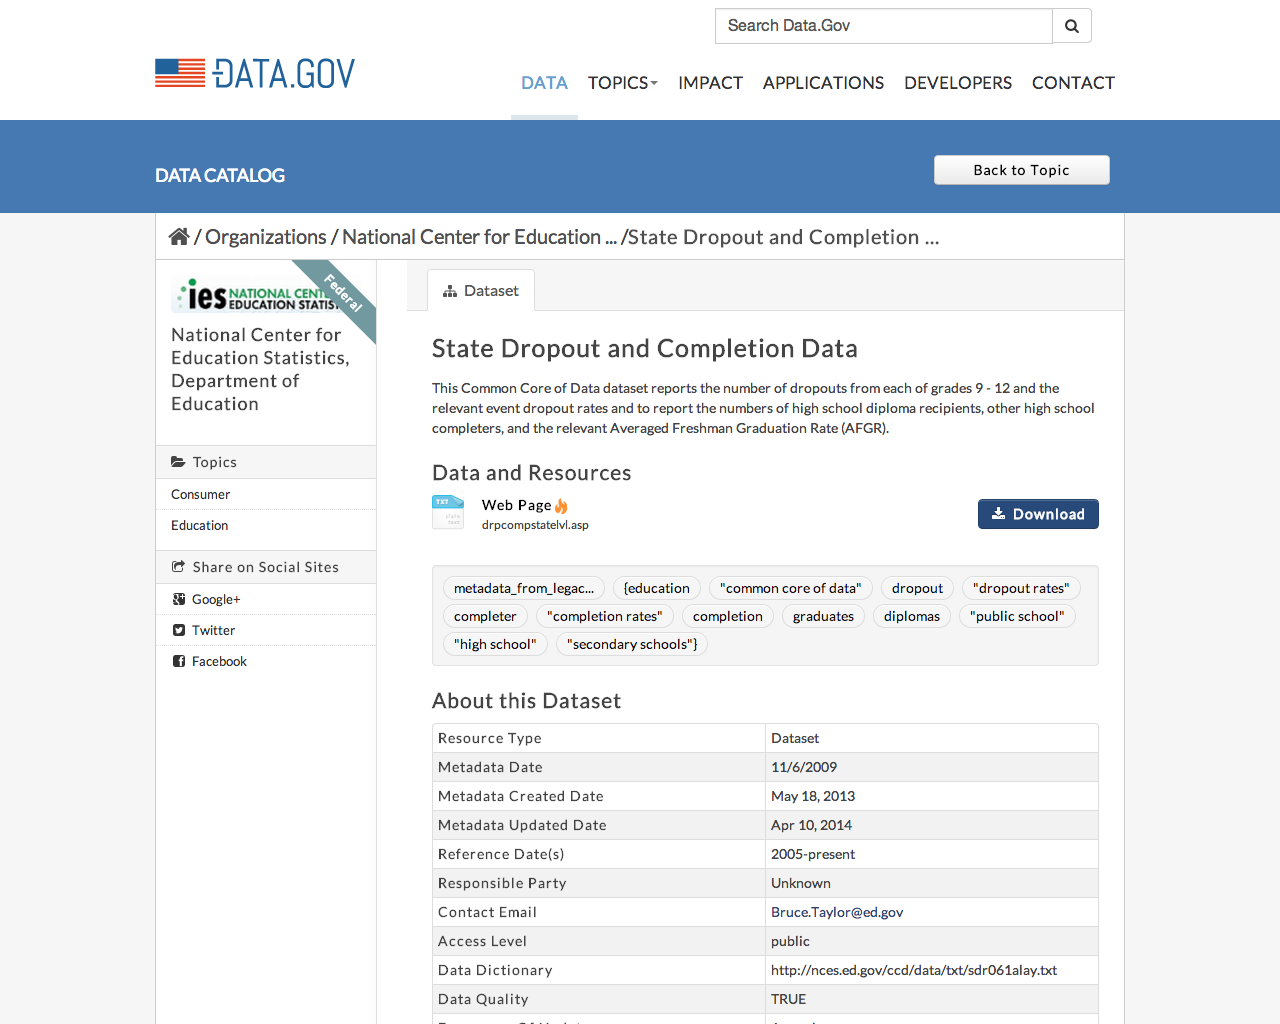 Search Data.Gov
DATA.GOV
DATA TOPICS IMPACT APPLICATIONS DEVELOPERS CONTACT
DATA CATALOG
Back to Topic
/ Organizations / National Center for Education ... /State Dropout and Completion ...
ies NATIONAL CENT
EDUCATION STATIS
Federal
National Center for
Education Statistics,
Department of
Education
Topics
Consumer
Education
Share on Social Sites
Google+
Twitter
Facebook
Dataset
State Dropout and Completion Data
This Common Core of Data dataset reports the number of dropouts from each of grades 9 - 12 and the
relevant event dropout rates and to report the numbers of high school diploma recipients, other high school
completers, and the relevant Averaged Freshman Graduation Rate (AFGR).
Data and Resources
TXT
Web Page
drpcompstatelvl.asp
Download
metadata_from_legac... {education "common core of data" dropout "dropout rates"
completer "completion rates" completion graduates diplomas "public school"
"high school" "secondary schools"}
About this Dataset
Resource Type Dataset
Metadata Date 11/6/2009
Metadata Created Date May 18, 2013
Metadata Updated Date Apr 10, 2014
Reference Date(s) 2005-present
Responsible Party Unknown
Contact Email Bruce.Taylor@ed.gov
Access Level public
Data Dictionary http://nces.ed.gov/ccd/data/txt/sdr061alay.txt
Data Quality TRUE